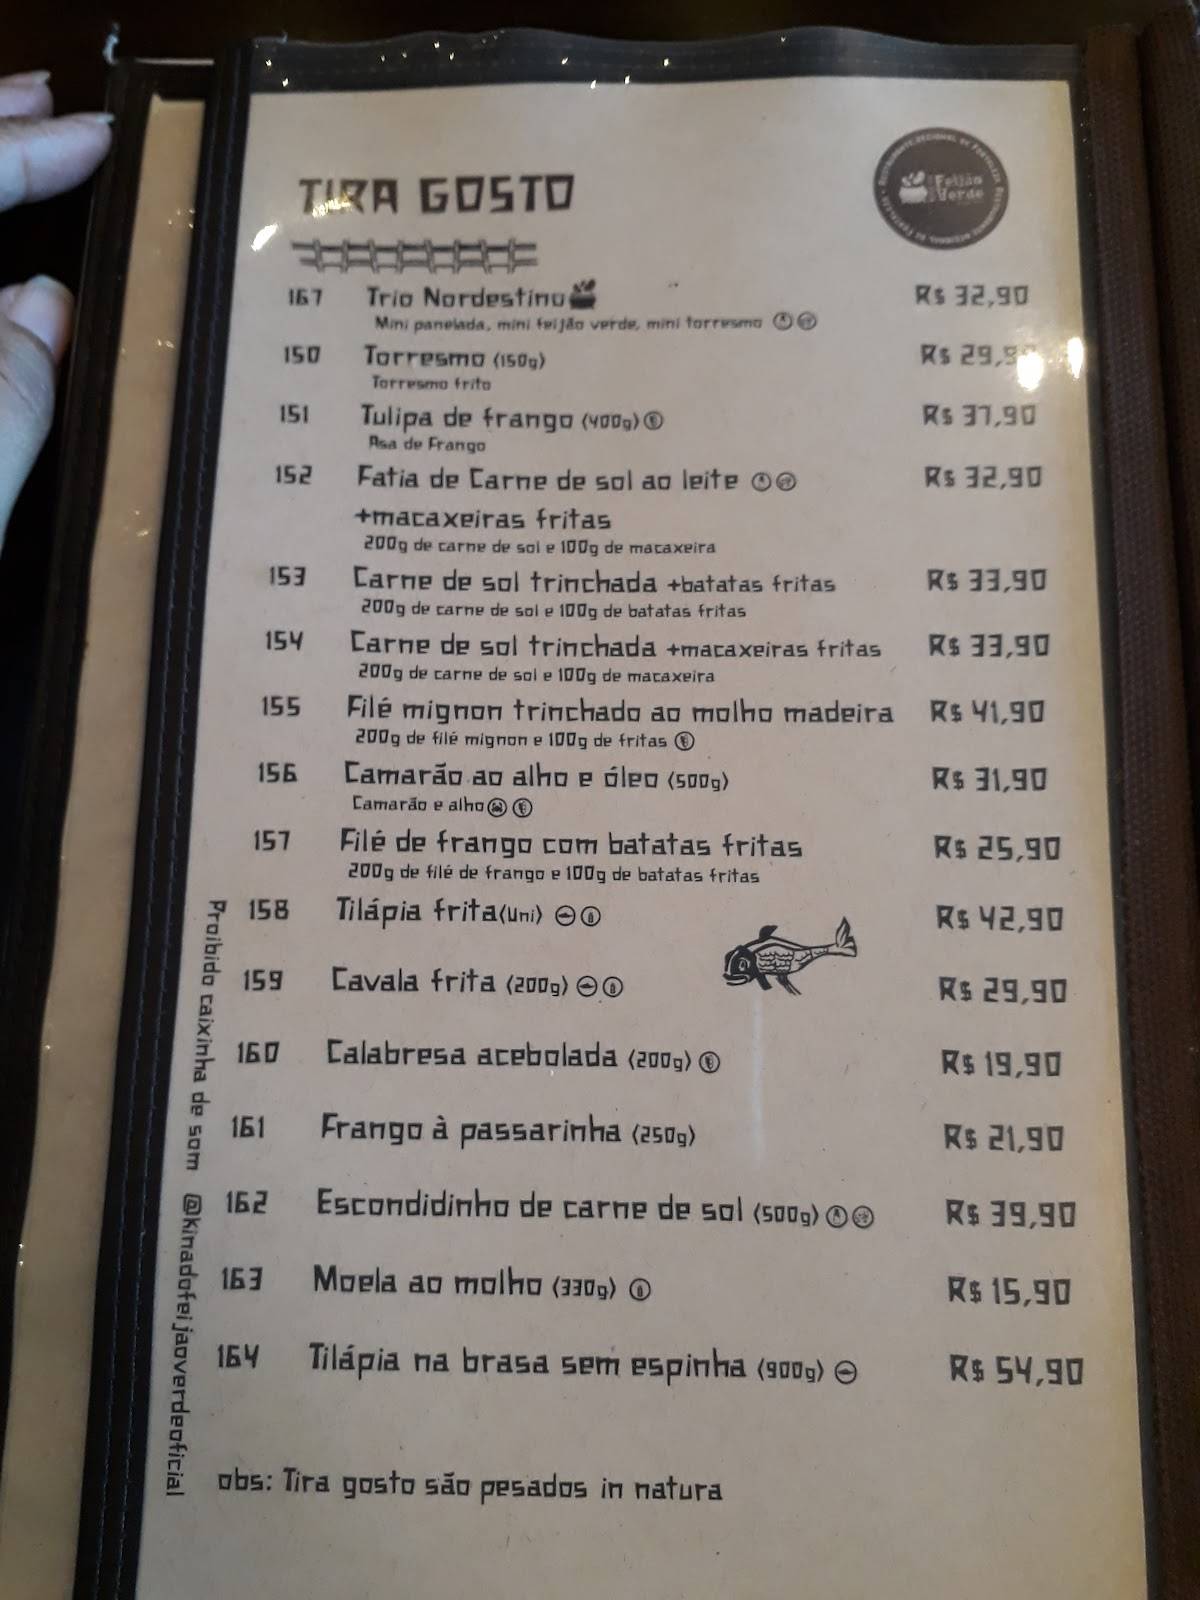 TIRA GOSTO
Feijão
Verde
167 Trio Nordestino R$ 32,90
Mini panelada, mini feijão verde, mini torresmo
150 Torresmo (150g) R$ 29,9
Torresmo frito
151 Tulipa de frango (400g) R$ 37,90
Asa de Frango
152 Fatia de Carne de sol ao leite R$ 32,90
+macaxeiras fritas
200g de carne de sol e 100g de macaxeira
153 Carne de sol trinchada +batatas fritas R$ 33,90
200g de carne de sol e 100g de batatas fritas
154 Carne de sol trinchada +macaxeiras fritas R$ 33,90
200g de carne de sol e 100g de macaxeira
155 Filé mignon trinchado ao molho madeira R$ 41,90
200g de filé mignon e 100g de fritas
156 Camarão ao alho e óleo (500g) R$ 31,90
Camarão e alho
157 Filé de frango com batatas fritas R$ 25,90
200g de filé de frango e 100g de batatas fritas
158 Tilápia frita(Uni) R$ 42,90
159 Cavala frita (200g) R$ 29,90
160 Calabresa acebolada (200g) R$ 19,90
161 Frango à passarinha (250g) R$ 21,90
162 Escondidinho de carne de sol (500g) R$ 39,90
163 Moela ao molho (330g) R$ 15,90
164 Tilápia na brasa sem espinha (900g) R$ 54,90
obs: Tira gosto são pesados in natura
Proibido caixinha de som @kinadofeijaoverdeoficial